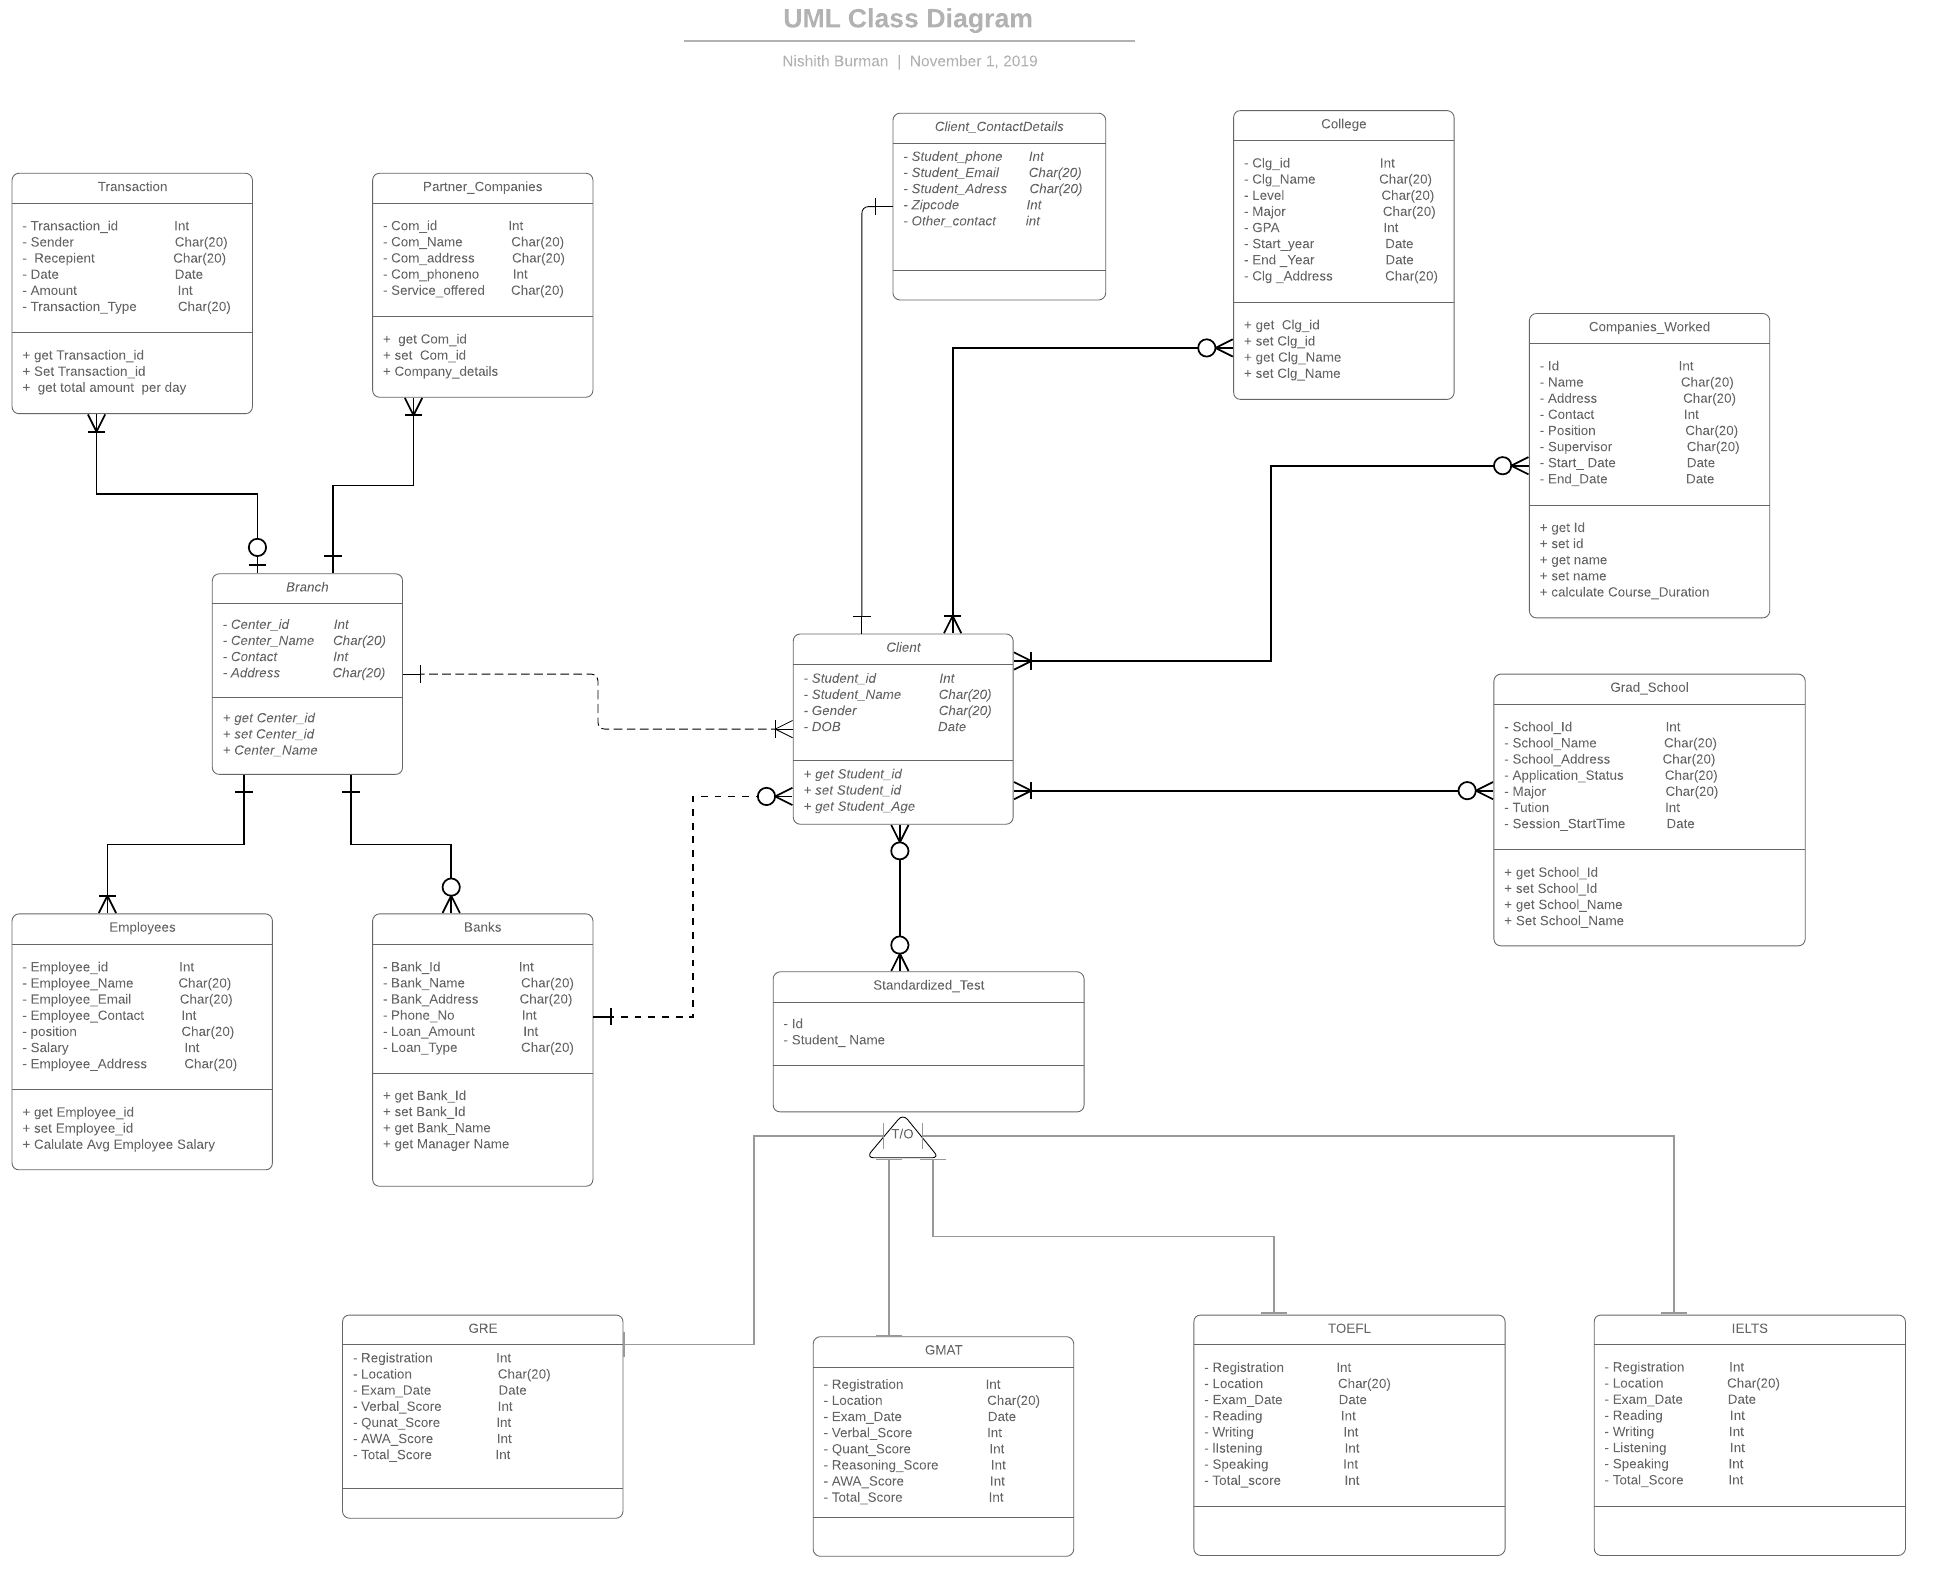 UML Class Diagram
Nishith Burman | November 1, 2019
Client_ContactDetails
- Student_phone Int
- Student_Email Char(20)
- Student_Adress Char(20)
- Zipcode Int
- Other_contact int
College
- Clg_id Int
- Clg_Name Char(20)
- Level Char(20)
- Major Char(20)
- GPA Int
- Start_year Date
- End _Year Date
- Clg _Address Char(20)
+ get Clg_id
+ set Clg_id
+ get Clg_Name
+ set Clg_Name
Transaction
- Transaction_id Int
- Sender Char(20)
- Recepient Char(20)
- Date Date
- Amount Int
- Transaction_Type Char(20)
+ get Transaction_id
+ Set Transaction_id
+ get total amount per day
Partner_Companies
- Com_id Int
- Com_Name Char(20)
- Com_address Char(20)
- Com_phoneno Int
- Service_offered Char(20)
+ get Com_id
+ set Com_id
+ Company_details
Companies_Worked
- Id Int
- Name Char(20)
- Address Char(20)
- Contact Int
- Position Char(20)
- Supervisor Char(20)
- Start_ Date Date
- End_Date Date
+ get Id
+ set id
+ get name
+ set name
+ calculate Course_Duration
Branch
- Center_id Int
- Center_Name Char(20)
- Contact Int
- Address Char(20)
+ get Center_id
+ set Center_id
+ Center_Name
Client
- Student_id Int
- Student_Name Char(20)
- Gender Char(20)
- DOB Date
+ get Student_id
+ set Student_id
+ get Student_Age
Grad_School
- School_Id Int
- School_Name Char(20)
- School_Address Char(20)
- Application_Status Char(20)
- Major Char(20)
- Tution Int
- Session_StartTime Date
+ get School_Id
+ set School_Id
+ get School_Name
+ Set School_Name
Employees
- Employee_id Int
- Employee_Name Char(20)
- Employee_Email Char(20)
- Employee_Contact Int
- position Char(20)
- Salary Int
- Employee_Address Char(20)
+ get Employee_id
+ set Employee_id
+ Calulate Avg Employee Salary
Banks
- Bank_Id Int
- Bank_Name Char(20)
- Bank_Address Char(20)
- Phone_No Int
- Loan_Amount Int
- Loan_Type Char(20)
+ get Bank_Id
+ set Bank_Id
+ get Bank_Name
+ get Manager Name
Standardized_Test
- Id
- Student_ Name
T/O
GRE
- Registration Int
- Location Char(20)
- Exam_Date Date
- Verbal_Score Int
- Qunat_Score Int
- AWA_Score Int
- Total_Score Int
GMAT
- Registration Int
- Location Char(20)
- Exam_Date Date
- Verbal_Score Int
- Quant_Score Int
- Reasoning_Score Int
- AWA_Score Int
- Total_Score Int
TOEFL
- Registration Int
- Location Char(20)
- Exam_Date Date
- Reading Int
- Writing Int
- lIstening Int
- Speaking Int
- Total_score Int
IELTS
- Registration Int
- Location Char(20)
- Exam_Date Date
- Reading Int
- Writing Int
- Listening Int
- Speaking Int
- Total_Score Int